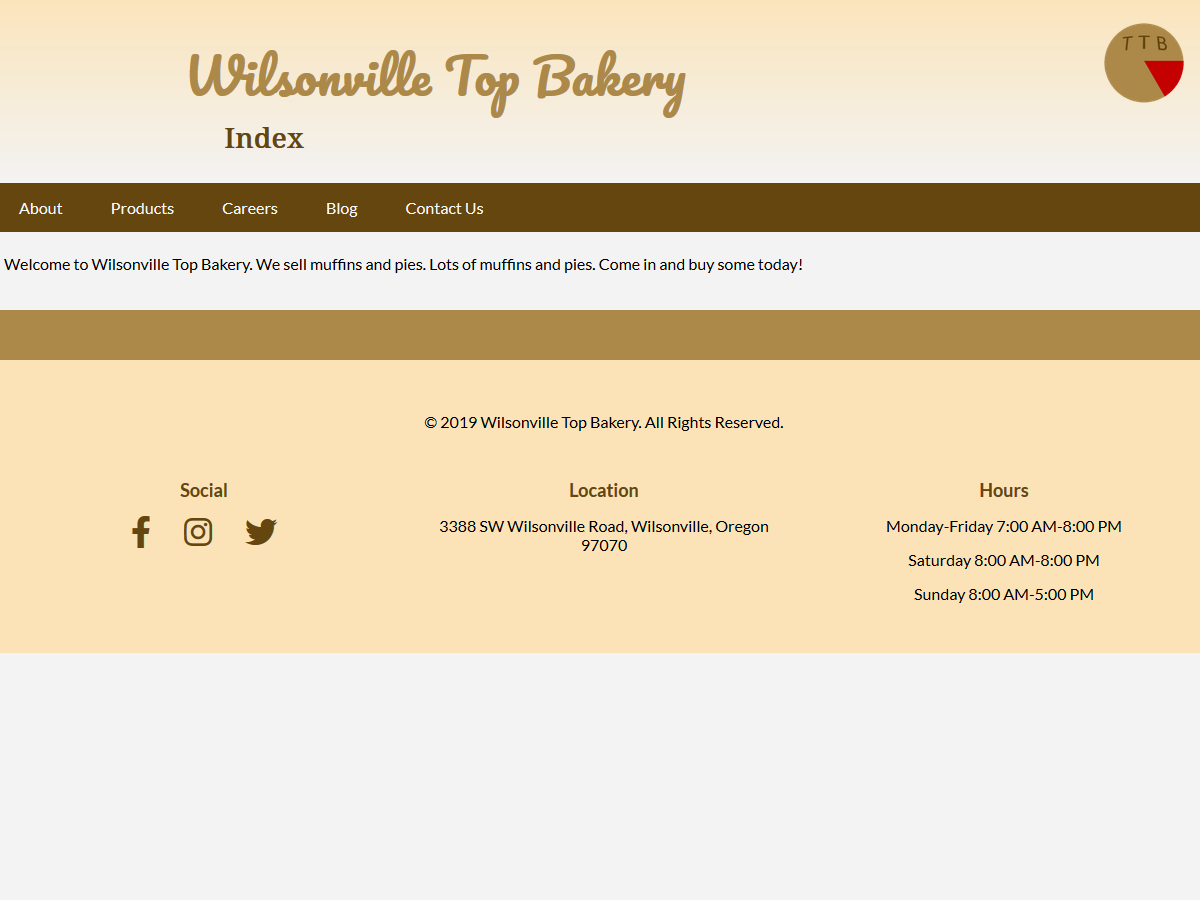 Wilsonville Top Bakery
T T B
Index
About Products Careers Blog Contact Us
Welcome to Wilsonville Top Bakery. We sell muffins and pies. Lots of muffins and pies. Come in and buy some today!
© 2019 Wilsonville Top Bakery. All Rights Reserved.
Social
Location
3388 SW Wilsonville Road, Wilsonville, Oregon
97070
Hours
Monday-Friday 7:00 AM-8:00 PM
Saturday 8:00 AM-8:00 PM
Sunday 8:00 AM-5:00 PM